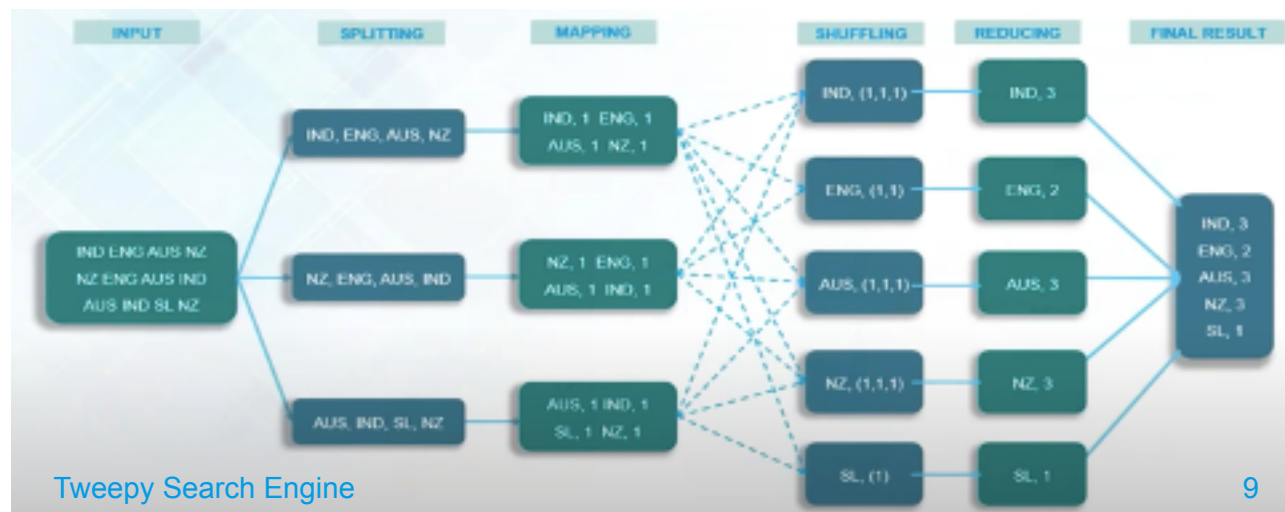 INPUT
SPLITTING
MAPPING
SHUFFLING
REDUCING
FINAL RESULT
IND ENG AUS NZ
NZ ENG AUS IND
AUS IND SL NZ
IND, ENG, AUS, NZ
NZ, ENG, AUS, IND
AUS, IND, SL, NZ
IND, 1 ENG, 1
AUS, 1 NZ, 1
NZ, 1 ENG, 1
AUS, 1 IND, 1
AUS, 1 IND, 1
SL, 1 NZ, 1
IND, (1,1,1)
ENG, (1,1)
AUS, (1,1,1)
NZ, (1,1,1)
SL, (1)
IND, 3
ENG, 2
AUS, 3
NZ, 3
SL, 1
IND, 3
ENG, 2
AUS, 3
NZ, 3
SL, 1
Tweepy Search Engine
9